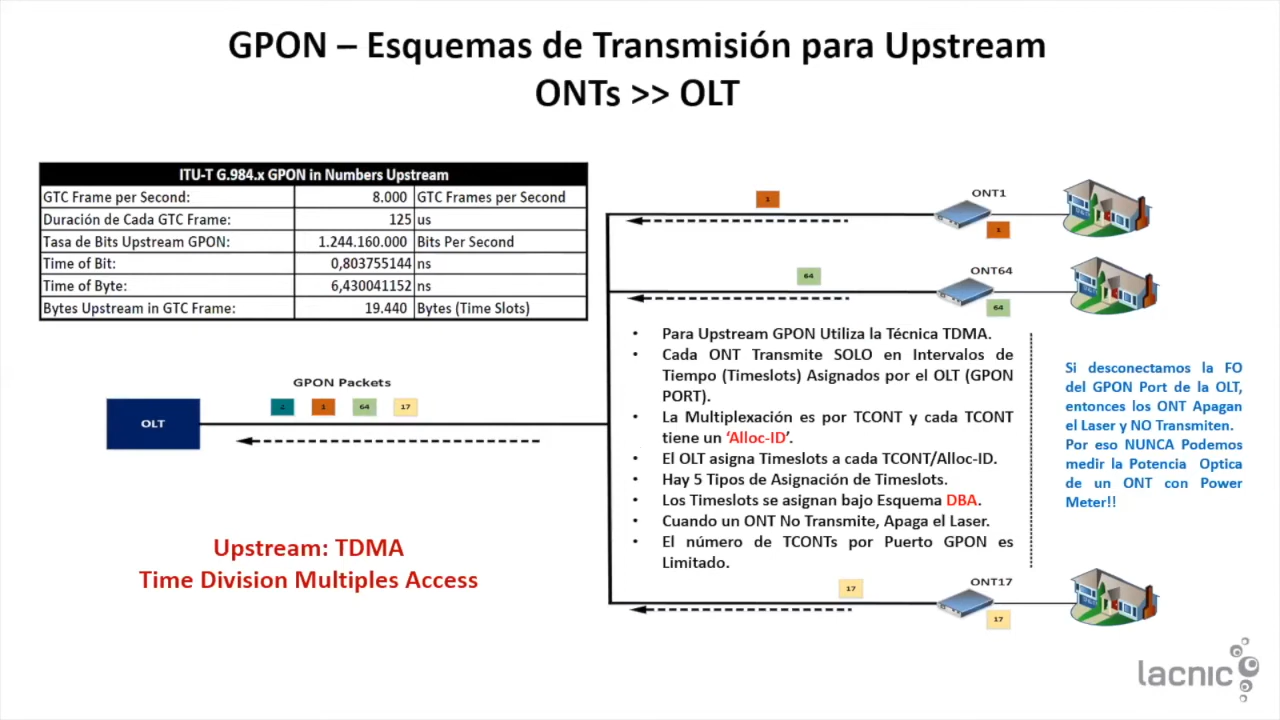 GPON – Esquemas de Transmisión para Upstream
ONTs >> OLT
ITU-T G.984.x GPON in Numbers Upstream
GTC Frame per Second: 8.000 GTC Frames per Second
Duración de Cada GTC Frame: 125 us
Tasa de Bits Upstream GPON: 1.244.160.000 Bits Per Second
Time of Bit: 0,803755144 ns
Time of Byte: 6,430041152 ns
Bytes Upstream in GTC Frame: 19.440 Bytes (Time Slots)
1
ONT1
1
64
ONT64
64
GPON Packets
1
64
17
OLT
• Para Upstream GPON Utiliza la Técnica TDMA.
• Cada ONT Transmite SOLO en Intervalos de
Tiempo (Timeslots) Asignados por el OLT (GPON
PORT).
• La Multiplexación es por TCONT y cada TCONT
tiene un ‘Alloc-ID’.
• El OLT asigna Timeslots a cada TCONT/Alloc-ID.
• Hay 5 Tipos de Asignación de Timeslots.
• Los Timeslots se asignan bajo Esquema DBA.
• Cuando un ONT No Transmite, Apaga el Laser.
• El número de TCONTs por Puerto GPON es
Limitado.
Si desconectamos la FO
del GPON Port de la OLT,
entonces los ONT Apagan
el Laser y NO Transmiten.
Por eso NUNCA Podemos
medir la Potencia Optica
de un ONT con Power
Meter!!
Upstream: TDMA
Time Division Multiples Access
17
ONT17
17
lacnic